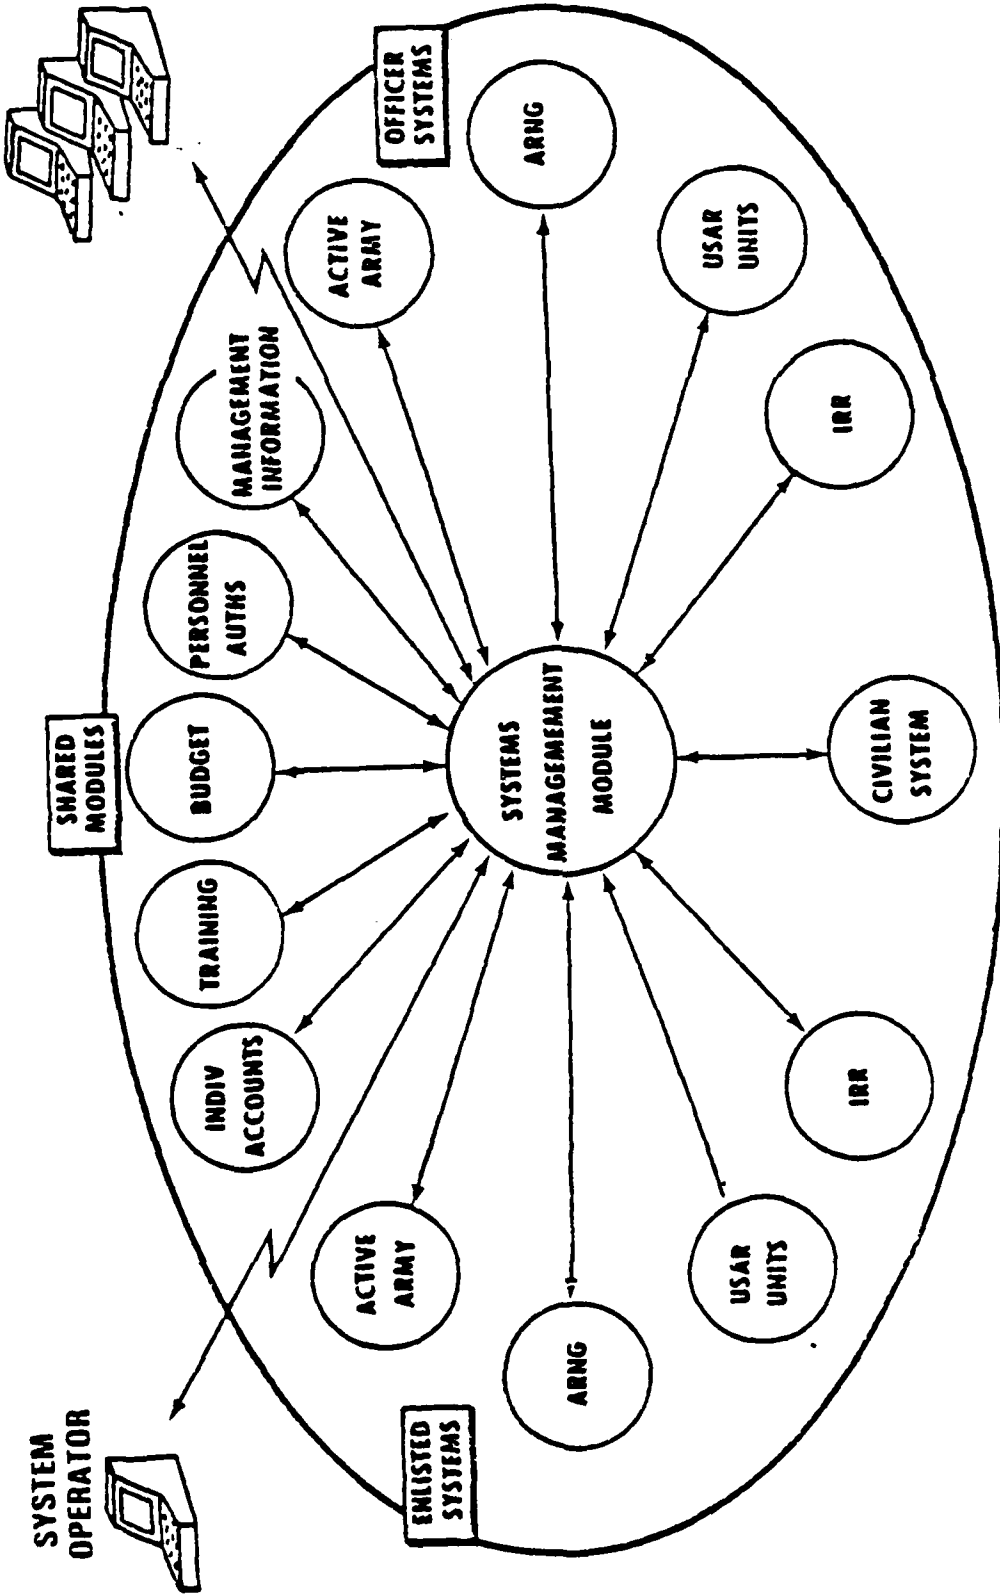 SYSTEM
OPERATOR
SHARED
MODULES
ENLISTED
SYSTEMS
OFFICER
SYSTEMS
INDIV
ACCOUNTS
TRAINING
BUDGET
PERSONNEL
AUTHS
MANAGEMENT
INFORMATION
ACTIVE
ARMY
ACTIVE
ARMY
SYSTEMS
MANAGEMEMENT
MODULE
ARNG
ARNG
USAR
UNITS
USAR
UNITS
IRR
IRR
CIVILIAN
SYSTEM